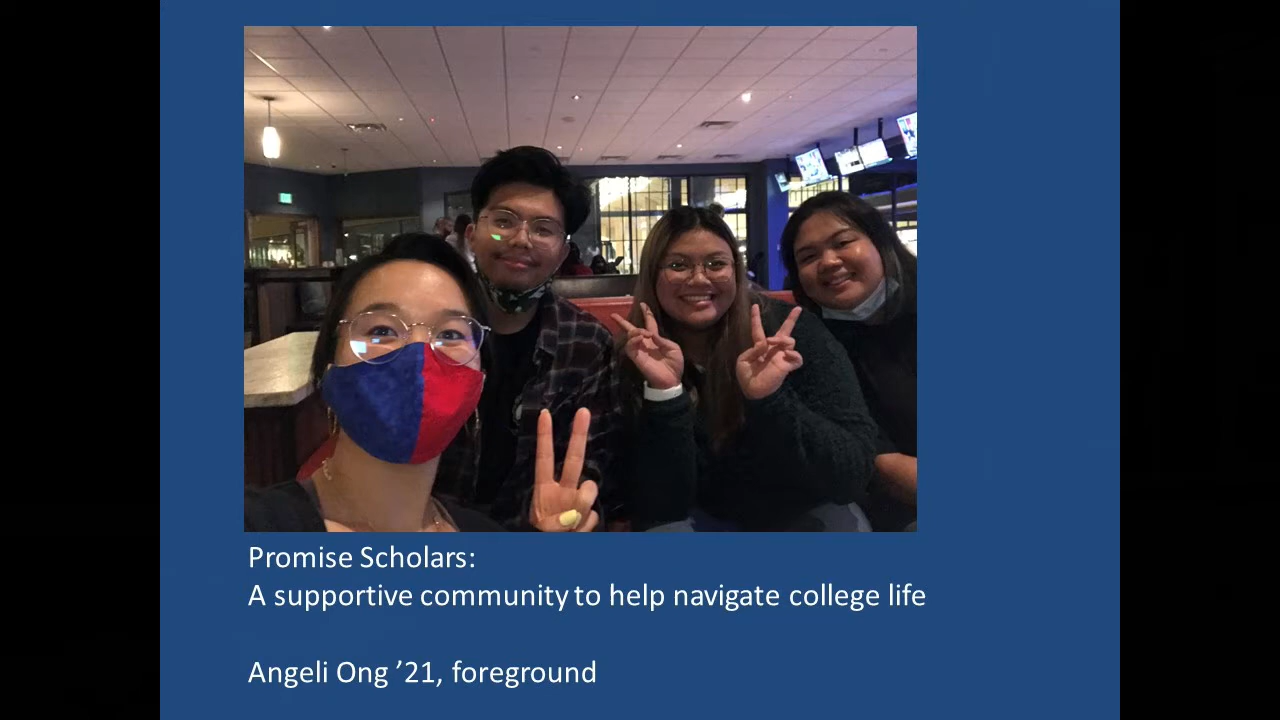 Promise Scholars:
A supportive community to help navigate college life
Angeli Ong ’21, foreground